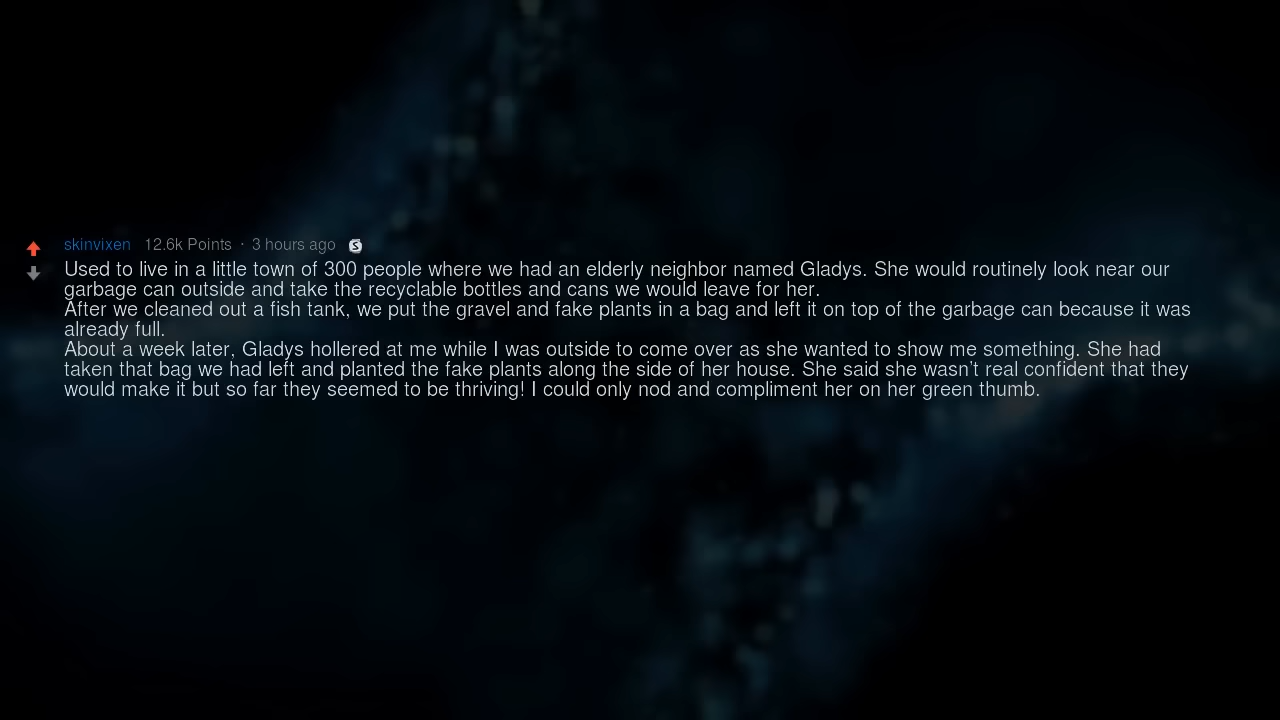 skinvixen 12.6k Points · 3 hours ago
Used to live in a little town of 300 people where we had an elderly neighbor named Gladys. She would routinely look near our
garbage can outside and take the recyclable bottles and cans we would leave for her.
After we cleaned out a fish tank, we put the gravel and fake plants in a bag and left it on top of the garbage can because it was
already full.
About a week later, Gladys hollered at me while I was outside to come over as she wanted to show me something. She had
taken that bag we had left and planted the fake plants along the side of her house. She said she wasn't real confident that they
would make it but so far they seemed to be thriving! I could only nod and compliment her on her green thumb.